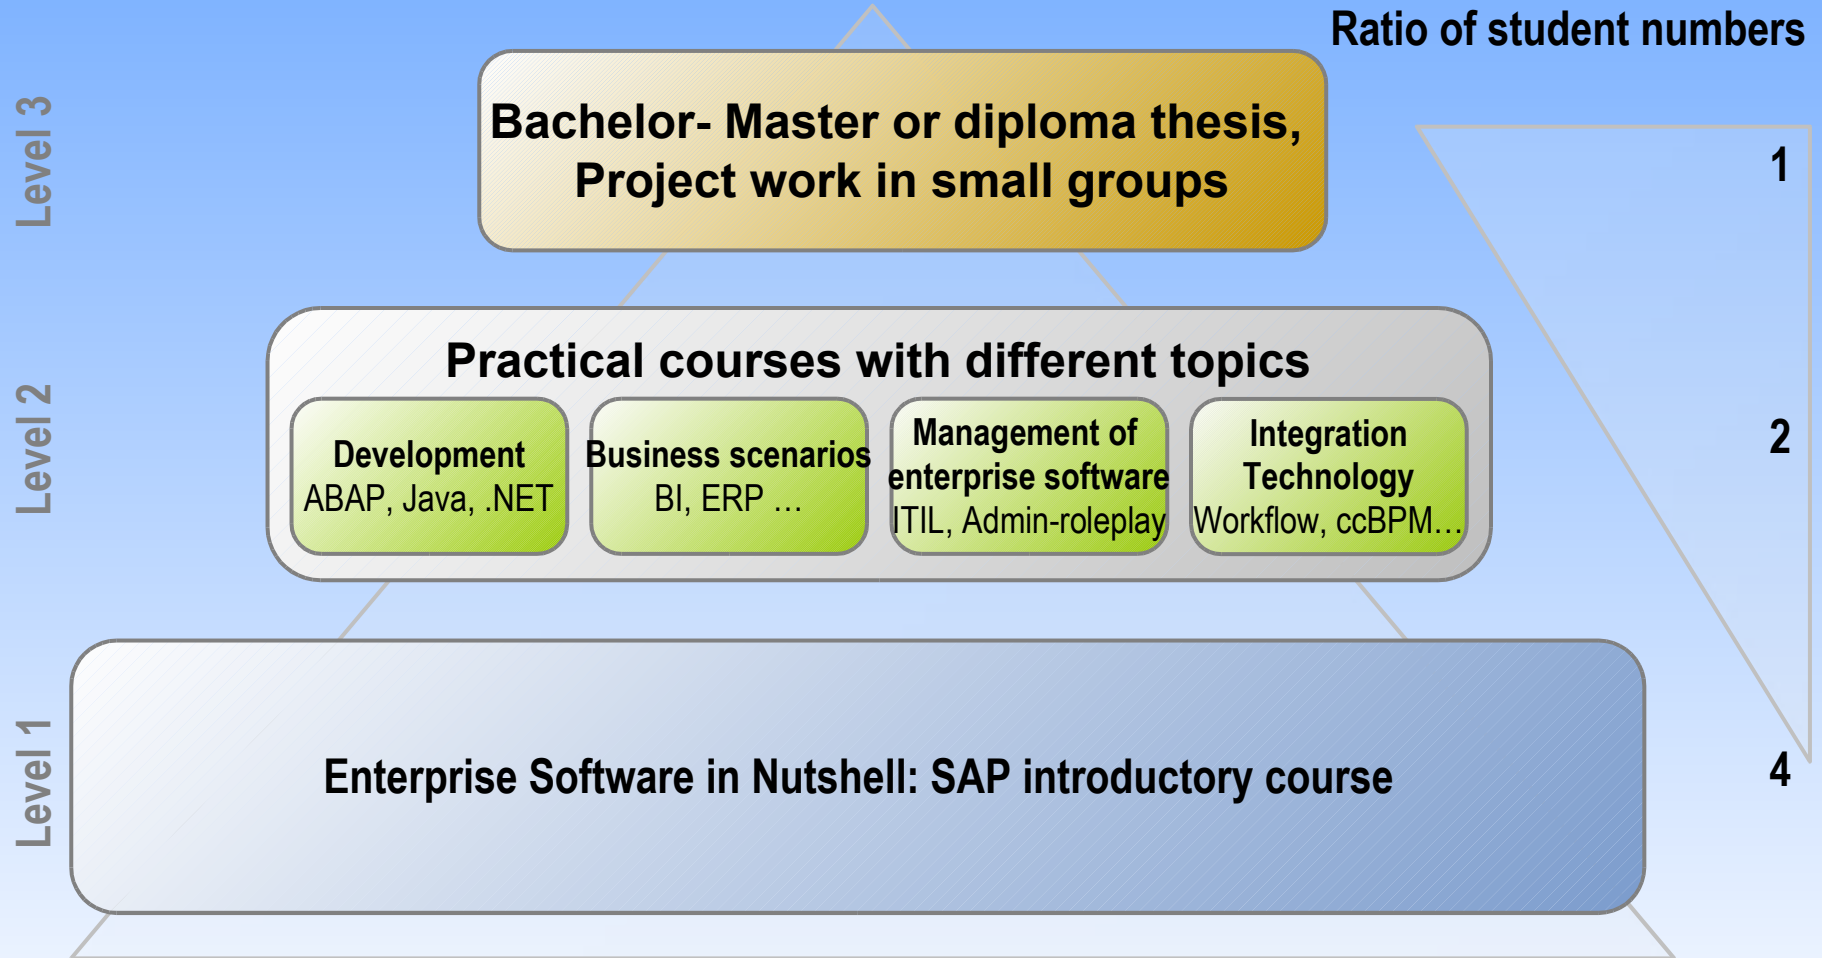 Ratio of student numbers
Level 3
Bachelor- Master or diploma thesis,
Project work in small groups
1
Level 2
Practical courses with different topics
Development
ABAP, Java, .NET
Business scenarios
BI, ERP …
Management of
enterprise software
ITIL, Admin-roleplay
Integration
Technology
Workflow, ccBPM…
2
Level 1
Enterprise Software in Nutshell: SAP introductory course
4